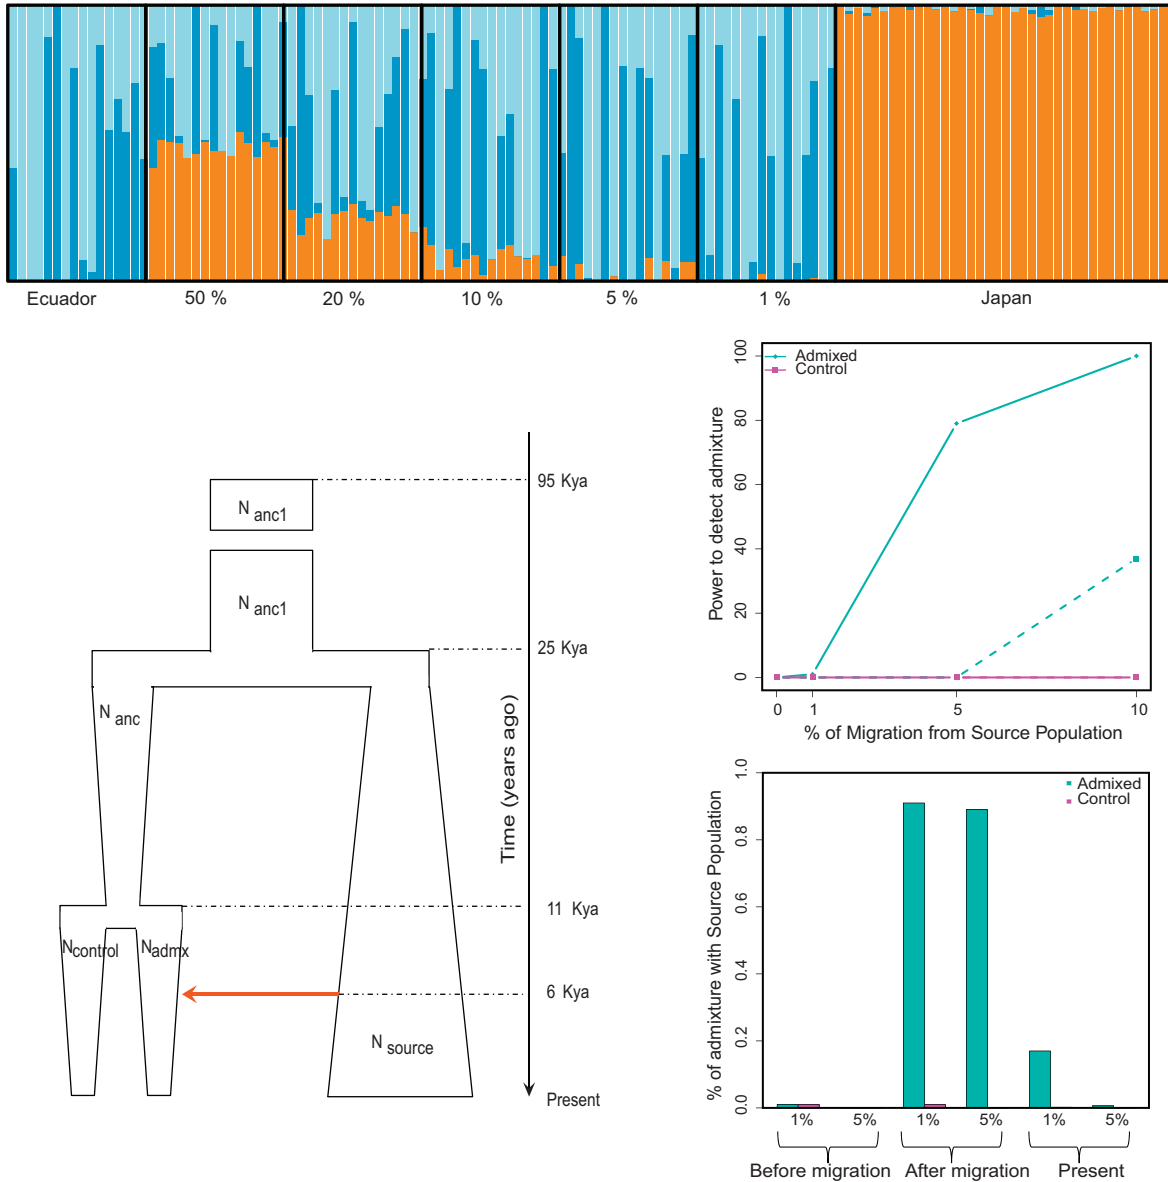 Ecuador 50 % 20 % 10 % 5 % 1 % Japan
95 Kya
N anc1
N anc1
25 Kya
N anc
Time (years ago)
11 Kya
N control N admx
6 Kya
N source
Present
Admixed
Control
Power to detect admixture
100
80
60
40
20
0
0 1 5 10
% of Migration from Source Population
Admixed
Control
% of admixture with Source Population
1.0
0.8
0.6
0.4
0.2
0.0
1% 5% 1% 5% 1% 5%
Before migration After migration Present